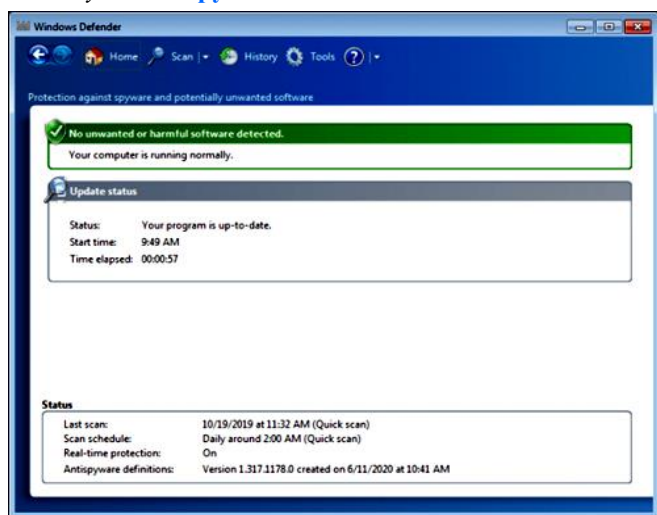 py
Windows Defender
Home Scan History Tools ?
Protection against spyware and potentially unwanted software
No unwanted or harmful software detected.
Your computer is running normally.
Update status
Status: Your program is up-to-date.
Start time: 9:49 AM
Time elapsed: 00:00:57
Status
Last scan: 10/19/2019 at 11:32 AM (Quick scan)
Scan schedule: Daily around 2:00 AM (Quick scan)
Real-time protection: On
Antispyware definitions: Version 1.317.1178.0 created on 6/11/2020 at 10:41 AM